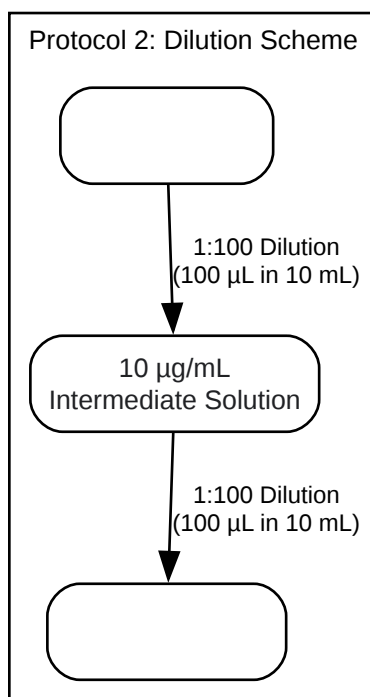 Protocol 2: Dilution Scheme
1:100 Dilution
(100 µL in 10 mL)
10 µg/mL
Intermediate Solution
1:100 Dilution
(100 µL in 10 mL)